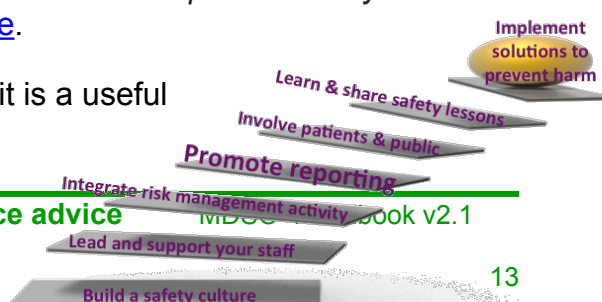 e.
it is a useful
Implement
solutions to
prevent harm
Learn & share safety lessons
Involve patients & public
Promote reporting
Integrate risk management activity
ce advice
book v2.1
Lead and support your staff
13
Build a safety culture